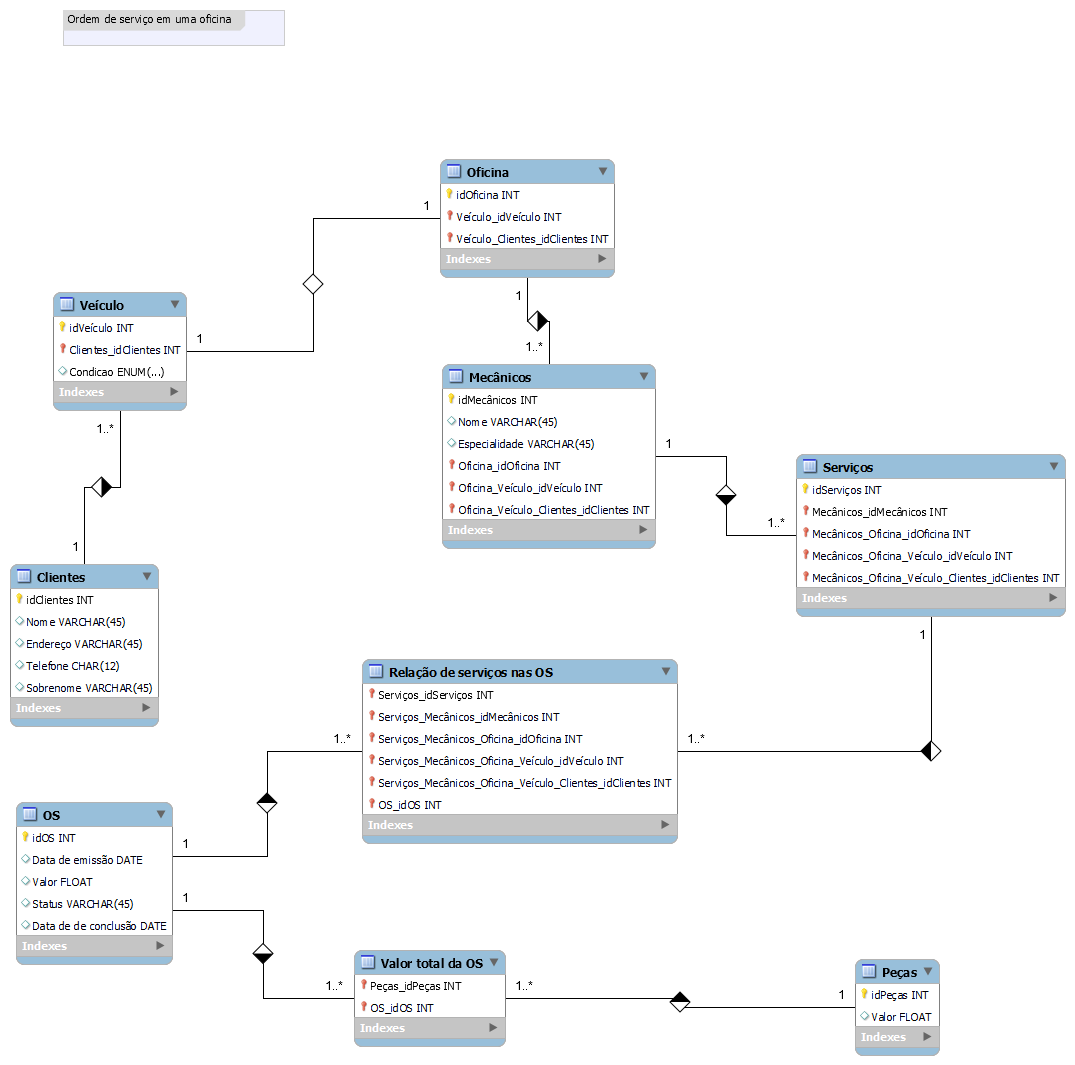 Ordem de serviço em uma oficina
Oficina
idOficina INT
Veículo_idVeículo INT
Veículo_Clientes_idClientes INT
Indexes
1
1
1
1..*
Veículo
idVeículo INT
Clientes_idClientes INT
Condicao ENUM(...)
Indexes
1..*
1
Mecânicos
idMecânicos INT
Nome VARCHAR(45)
Especialidade VARCHAR(45)
Oficina_idOficina INT
Oficina_Veículo_idVeículo INT
Oficina_Veículo_Clientes_idClientes INT
Indexes
1
1..*
Serviços
idServiços INT
Mecânicos_idMecânicos INT
Mecânicos_Oficina_idOficina INT
Mecânicos_Oficina_Veículo_idVeículo INT
Mecânicos_Oficina_Veículo_Clientes_idClientes INT
Indexes
1
Clientes
idClientes INT
Nome VARCHAR(45)
Endereço VARCHAR(45)
Telefone CHAR(12)
Sobrenome VARCHAR(45)
Indexes
Relação de serviços nas OS
Serviços_idServiços INT
Serviços_Mecânicos_idMecânicos INT
Serviços_Mecânicos_Oficina_idOficina INT
Serviços_Mecânicos_Oficina_Veículo_idVeículo INT
Serviços_Mecânicos_Oficina_Veículo_Clientes_idClientes INT
OS_idOS INT
Indexes
1..*
1..*
OS
idOS INT
Data de emissão DATE
Valor FLOAT
Status VARCHAR(45)
Data de de conclusão DATE
Indexes
1
1
Valor total da OS
Peças_idPeças INT
OS_idOS INT
Indexes
1..*
1..*
1
Peças
idPeças INT
Valor FLOAT
Indexes